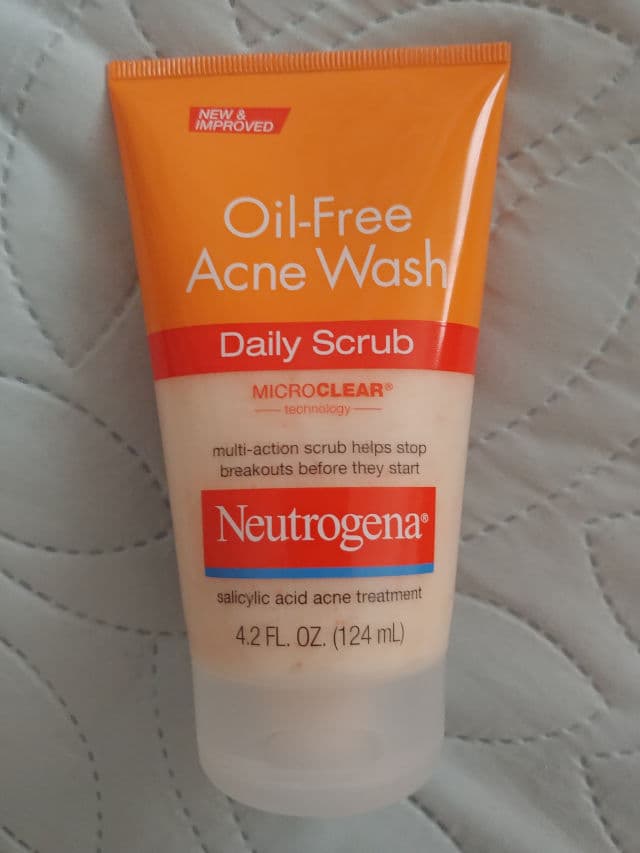 NEW &
IMPROVED
Oil-Free
Acne Wash
Daily Scrub
MICROCLEAR®
technology
multi-action scrub helps stop
breakouts before they start
Neutrogena®
salicylic acid acne treatment
4.2 FL. OZ. (124 mL)